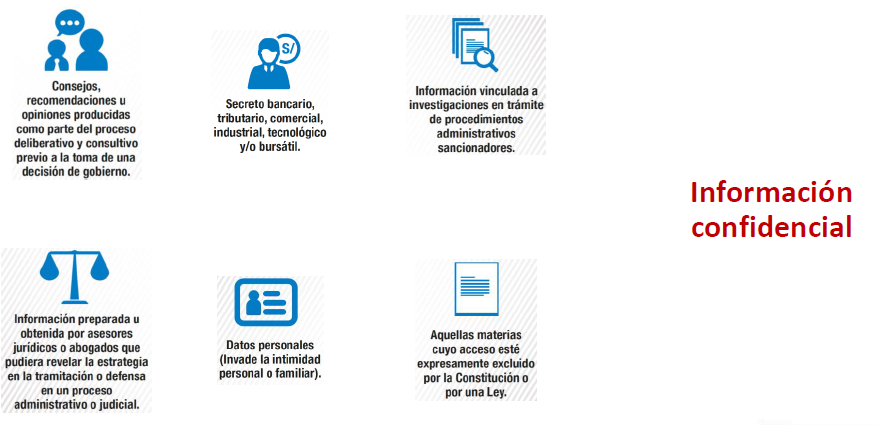 Consejos,
recomendaciones u
opiniones producidas
como parte del proceso
deliberativo y consultivo
previo a la toma de una
decisión de gobierno.
S/
Secreto bancario,
tributario, comercial,
industrial, tecnológico
y/o bursátil.
Información vinculada a
investigaciones en trámite
de procedimientos
administrativos
sancionadores.
Información
confidencial
Información preparada u
obtenida por asesores
jurídicos o abogados que
pudiera revelar la estrategia
en la tramitación o defensa
en un proceso
administrativo o judicial.
Datos personales
(Invade la intimidad
personal o familiar).
Aquellas materias
cuyo acceso esté
expresamente excluido
por la Constitución o
por una Ley.